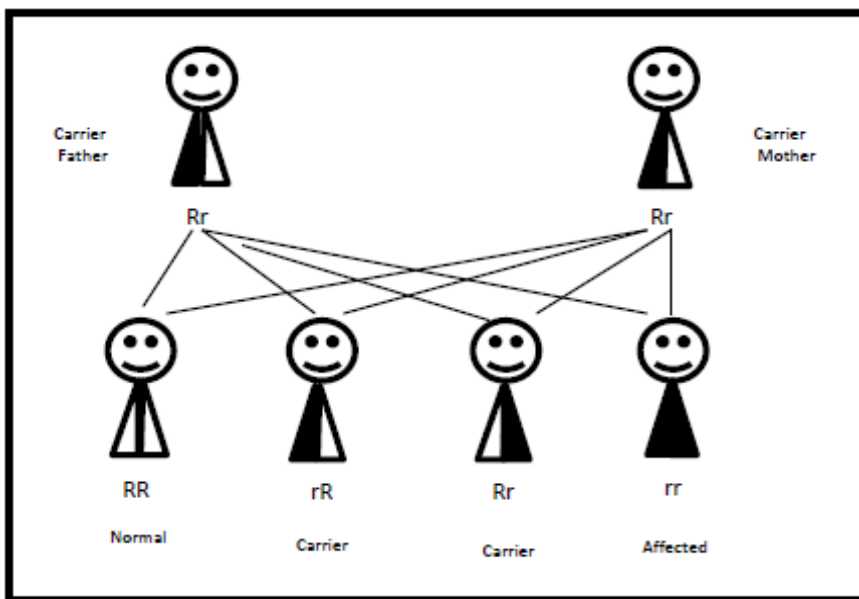 Carrier
Father
Carrier
Mother
Rr
Rr
RR
rR
Rr
rr
Normal
Carrier
Carrier
Affected